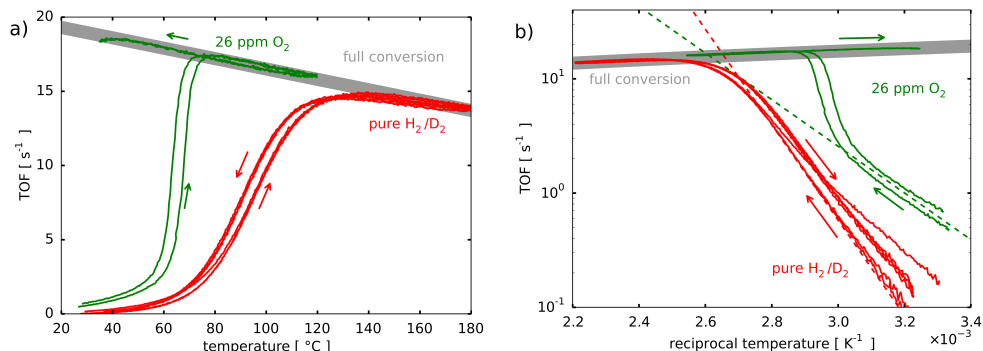 a)
20
15
10
5
0
TOF [ s⁻¹ ]
26 ppm O₂
full conversion
pure H₂/D₂
20 40 60 80 100 120 140 160 180
temperature [ °C]
b)
10¹
10⁰
10⁻¹
TOF [ s⁻¹ ]
full conversion
26 ppm O₂
pure H₂/D₂
2.2 2.4 2.6 2.8 3.0 3.2 3.4
×10⁻³
reciprocal temperature [ K⁻¹ ]